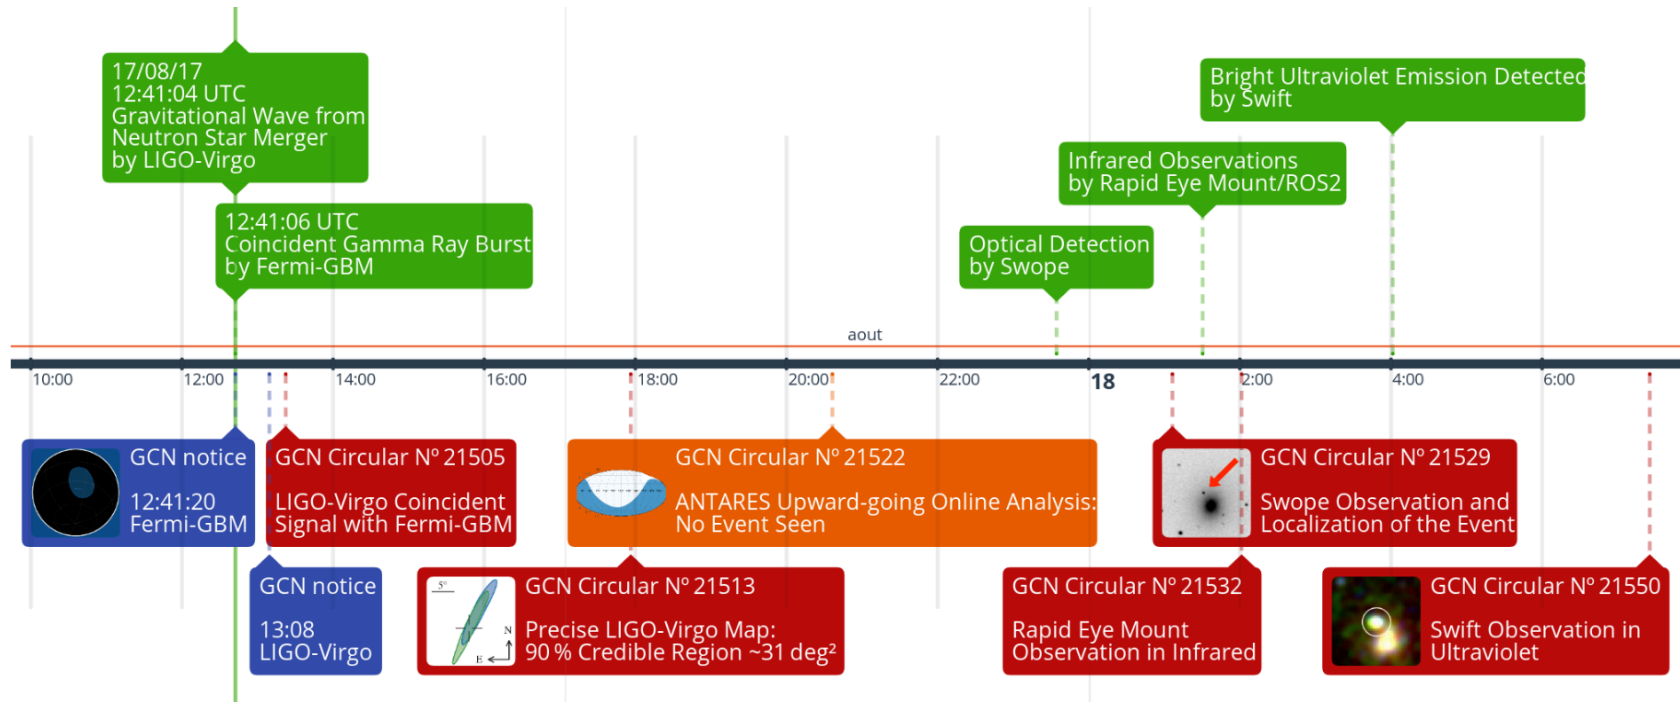 17/08/17
12:41:04 UTC
Gravitational Wave from
Neutron Star Merger
by LIGO-Virgo
12:41:06 UTC
Coincident Gamma Ray Burst
by Fermi-GBM
Optical Detection
by Swope
Infrared Observations
by Rapid Eye Mount/ROS2
Bright Ultraviolet Emission Detected
by Swift
aout
10:00
12:00
14:00
16:00
18:00
20:00
22:00
18
2:00
4:00
6:00
GCN notice
12:41:20
Fermi-GBM
GCN Circular Nº 21505
LIGO-Virgo Coincident
Signal with Fermi-GBM
GCN Circular Nº 21522
ANTARES Upward-going Online Analysis:
No Event Seen
GCN Circular Nº 21529
Swope Observation and
Localization of the Event
GCN notice
13:08
LIGO-Virgo
5°
N
E
GCN Circular Nº 21513
Precise LIGO-Virgo Map:
90 % Credible Region ~31 deg²
GCN Circular Nº 21532
Rapid Eye Mount
Observation in Infrared
GCN Circular Nº 21550
Swift Observation in
Ultraviolet